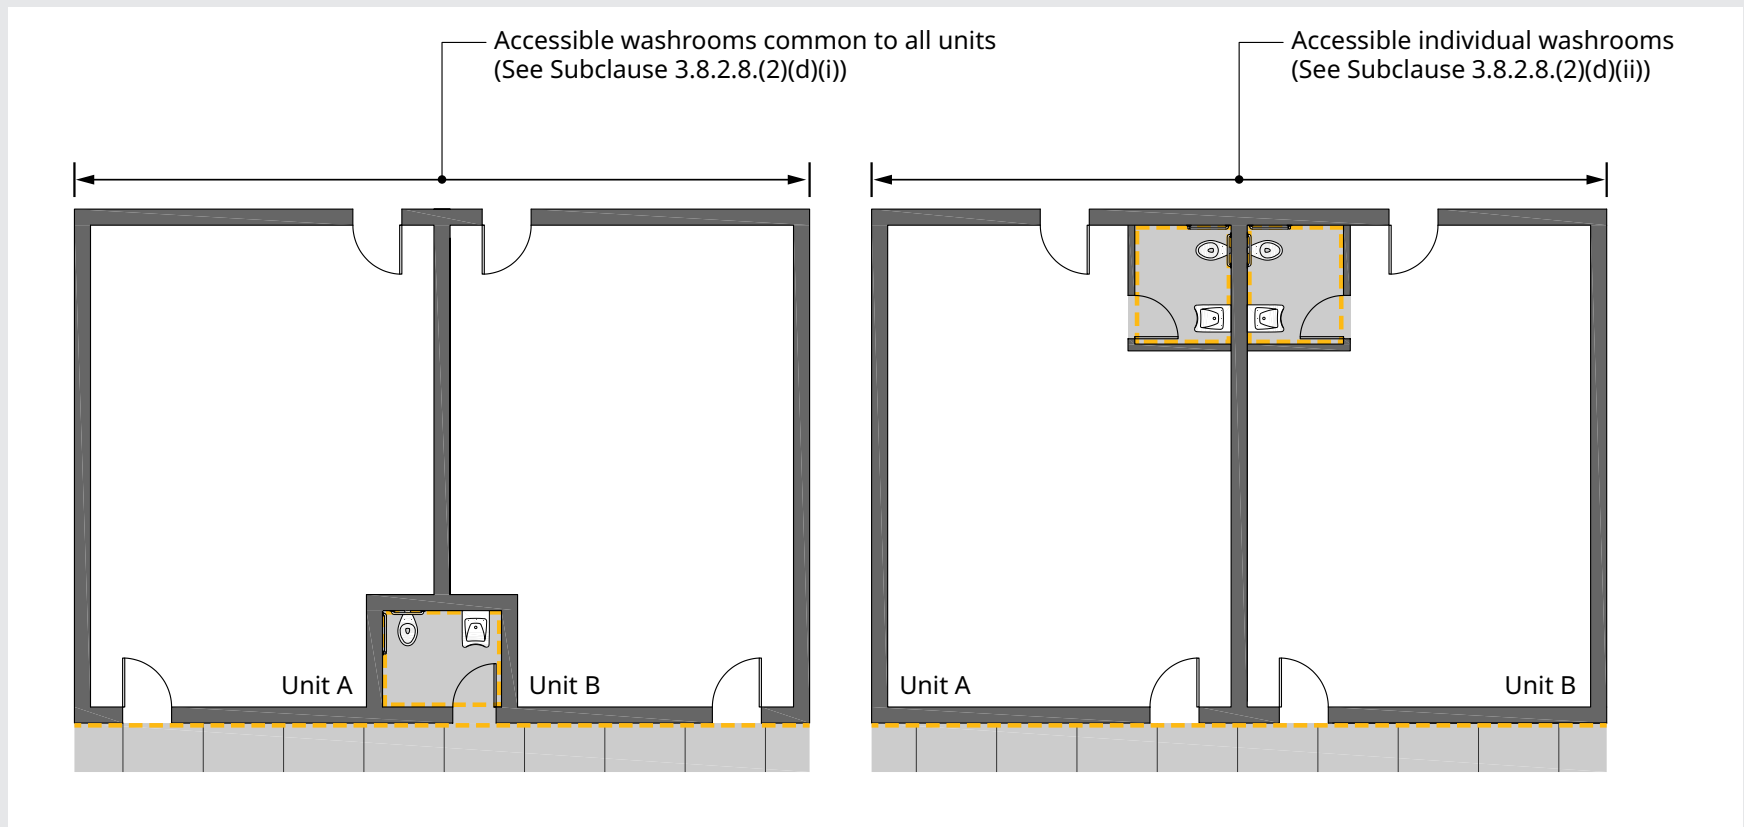 Accessible washrooms common to all units
(See Subclause 3.8.2.8.(2)(d)(i))
Accessible individual washrooms
(See Subclause 3.8.2.8.(2)(d)(ii))
Unit A
Unit B
Unit A
Unit B